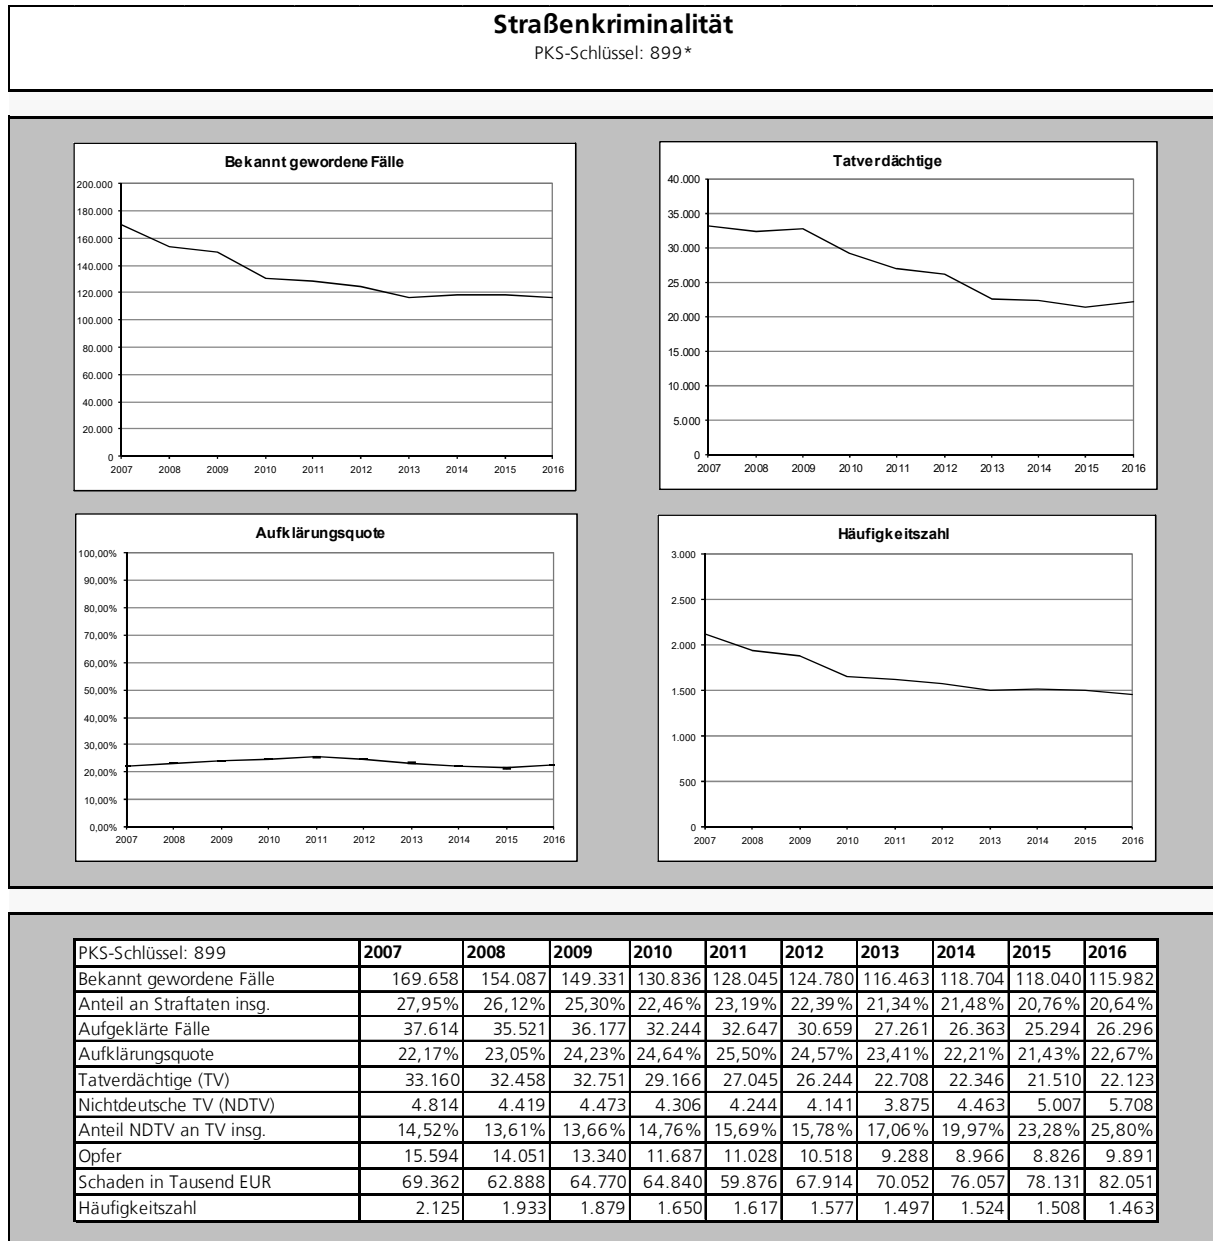 Straßenkriminalität
PKS-Schlüssel: 899*
Bekannt gewordene Fälle
200.000
180.000
160.000
140.000
120.000
100.000
80.000
60.000
40.000
20.000
0
2007 2008 2009 2010 2011 2012 2013 2014 2015 2016
Tatverdächtige
40.000
35.000
30.000
25.000
20.000
15.000
10.000
5.000
0
2007 2008 2009 2010 2011 2012 2013 2014 2015 2016
Aufklärungsquote
100,00%
90,00%
80,00%
70,00%
60,00%
50,00%
40,00%
30,00%
20,00%
10,00%
0,00%
2007 2008 2009 2010 2011 2012 2013 2014 2015 2016
Häufigkeitszahl
3.000
2.500
2.000
1.500
1.000
500
0
2007 2008 2009 2010 2011 2012 2013 2014 2015 2016
PKS-Schlüssel: 899 2007 2008 2009 2010 2011 2012 2013 2014 2015 2016
Bekannt gewordene Fälle 169.658 154.087 149.331 130.836 128.045 124.780 116.463 118.704 118.040 115.982
Anteil an Straftaten insg. 27,95% 26,12% 25,30% 22,46% 23,19% 22,39% 21,34% 21,48% 20,76% 20,64%
Aufgeklärte Fälle 37.614 35.521 36.177 32.244 32.647 30.659 27.261 26.363 25.294 26.296
Aufklärungsquote 22,17% 23,05% 24,23% 24,64% 25,50% 24,57% 23,41% 22,21% 21,43% 22,67%
Tatverdächtige (TV) 33.160 32.458 32.751 29.166 27.045 26.244 22.708 22.346 21.510 22.123
Nichtdeutsche TV (NDTV) 4.814 4.419 4.473 4.306 4.244 4.141 3.875 4.463 5.007 5.708
Anteil NDTV an TV insg. 14,52% 13,61% 13,66% 14,76% 15,69% 15,78% 17,06% 19,97% 23,28% 25,80%
Opfer 15.594 14.051 13.340 11.687 11.028 10.518 9.288 8.966 8.826 9.891
Schaden in Tausend EUR 69.362 62.888 64.770 64.840 59.876 67.914 70.052 76.057 78.131 82.051
Häufigkeitszahl 2.125 1.933 1.879 1.650 1.617 1.577 1.497 1.524 1.508 1.463